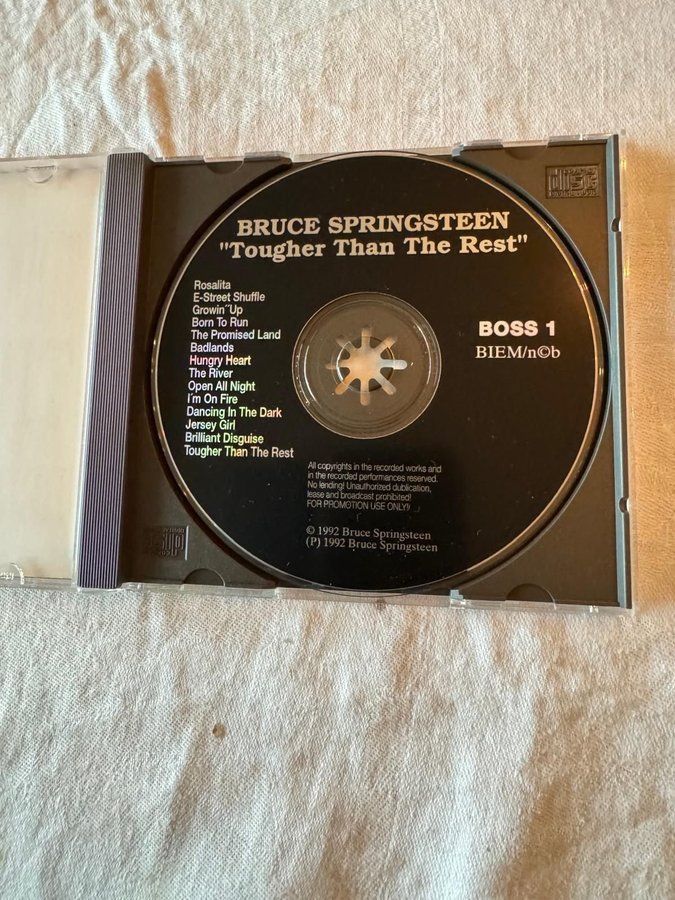 BRUCE SPRINGSTEEN
"Tougher Than The Rest"
Rosalita
E-Street Shuffle
Growin¨Up
Born To Run
The Promised Land
Badlands
Hungry Heart
The River
Open All Night
I´m On Fire
Dancing In The Dark
Jersey Girl
Brilliant Disguise
Tougher Than The Rest
BOSS 1
BIEM/n©b
All copyrights in the recorded works and
in the recorded performances reserved.
No lending! Unauthorized dublication,
lease and broadcast prohibited!
FOR PROMOTION USE ONLY!
© 1992 Bruce Springsteen
(P) 1992 Bruce Springsteen
disc